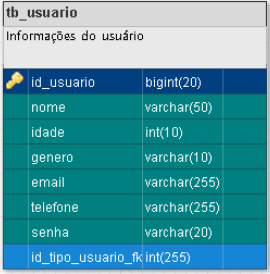 tb_usuario
Informações do usuário
id_usuario bigint(20)
nome varchar(50)
idade int(10)
genero varchar(10)
email varchar(255)
telefone varchar(255)
senha varchar(20)
id_tipo_usuario_fk int(255)